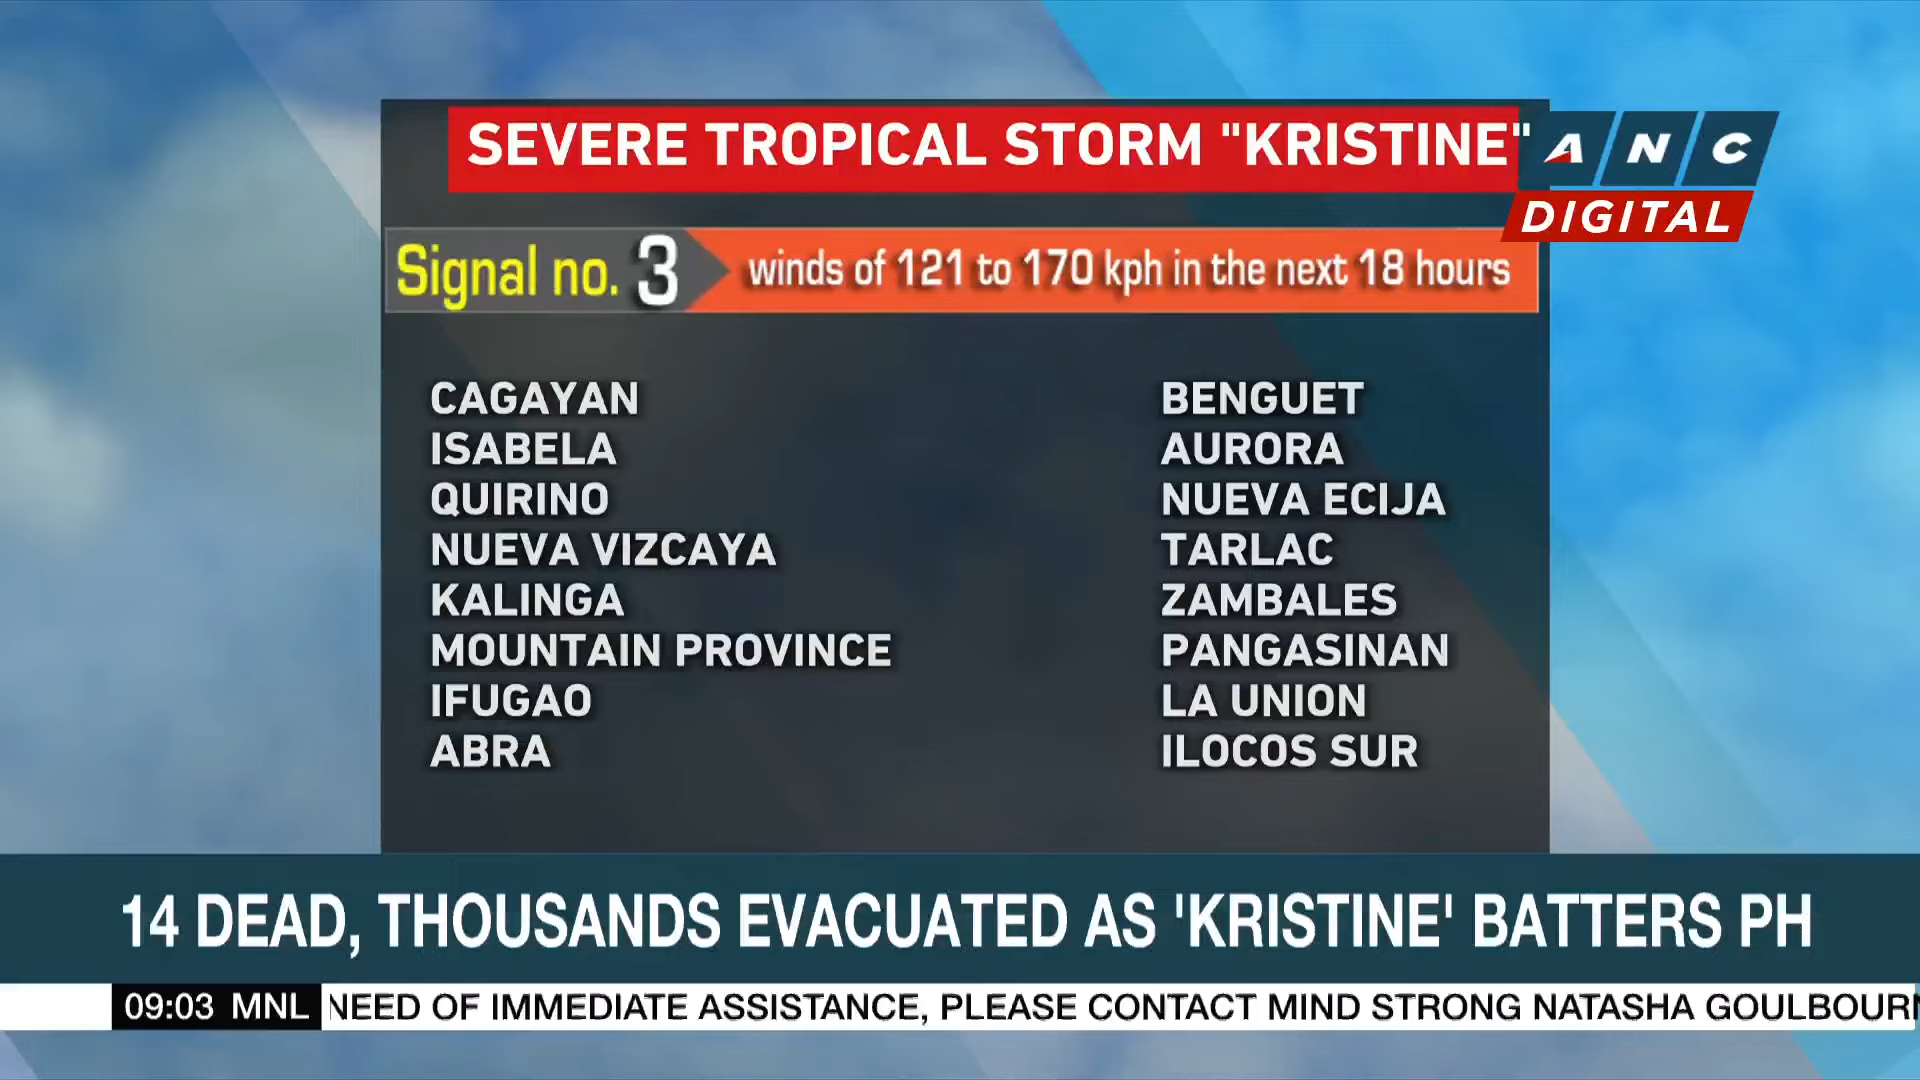 SEVERE TROPICAL STORM "KRISTINE"
ANC
DIGITAL
Signal no. 3
winds of 121 to 170 kph in the next 18 hours
CAGAYAN
ISABELA
QUIRINO
NUEVA VIZCAYA
KALINGA
MOUNTAIN PROVINCE
IFUGAO
ABRA
BENGUET
AURORA
NUEVA ECIJA
TARLAC
ZAMBALES
PANGASINAN
LA UNION
ILOCOS SUR
14 DEAD, THOUSANDS EVACUATED AS 'KRISTINE' BATTERS PH
09:03 MNL
NEED OF IMMEDIATE ASSISTANCE, PLEASE CONTACT MIND STRONG NATASHA GOULBOURN